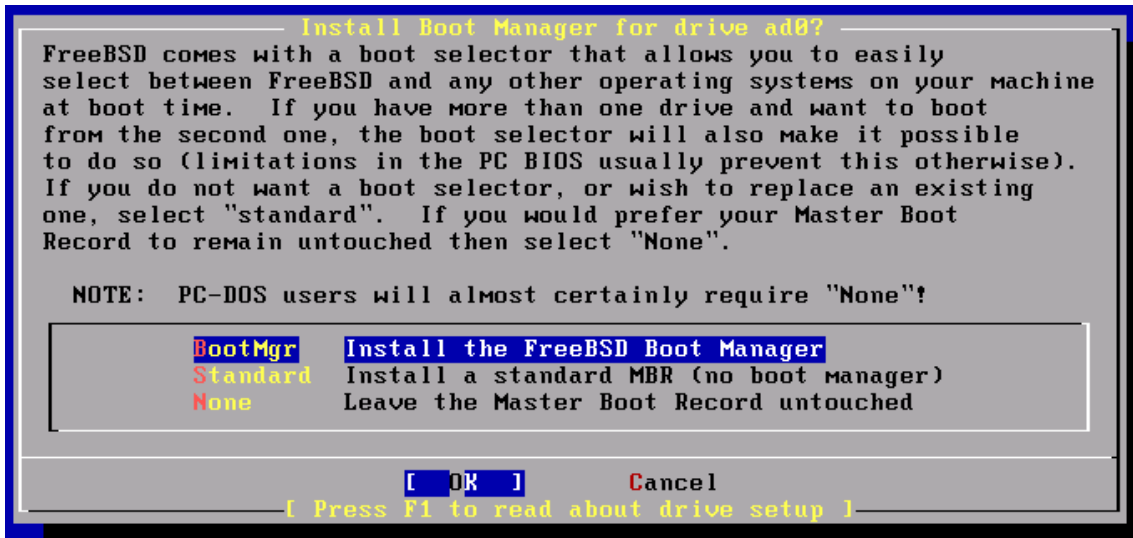 Install Boot Manager for drive ad0?
FreeBSD comes with a boot selector that allows you to easily
select between FreeBSD and any other operating systems on your machine
at boot time.  If you have more than one drive and want to boot
from the second one, the boot selector will also make it possible
to do so (limitations in the PC BIOS usually prevent this otherwise).
If you do not want a boot selector, or wish to replace an existing
one, select "standard".  If you would prefer your Master Boot
Record to remain untouched then select "None".
NOTE:  PC-DOS users will almost certainly require "None"!
BootMgr   Install the FreeBSD Boot Manager
Standard  Install a standard MBR (no boot manager)
None      Leave the Master Boot Record untouched
[  OK  ]       Cancel
[ Press F1 to read about drive setup ]